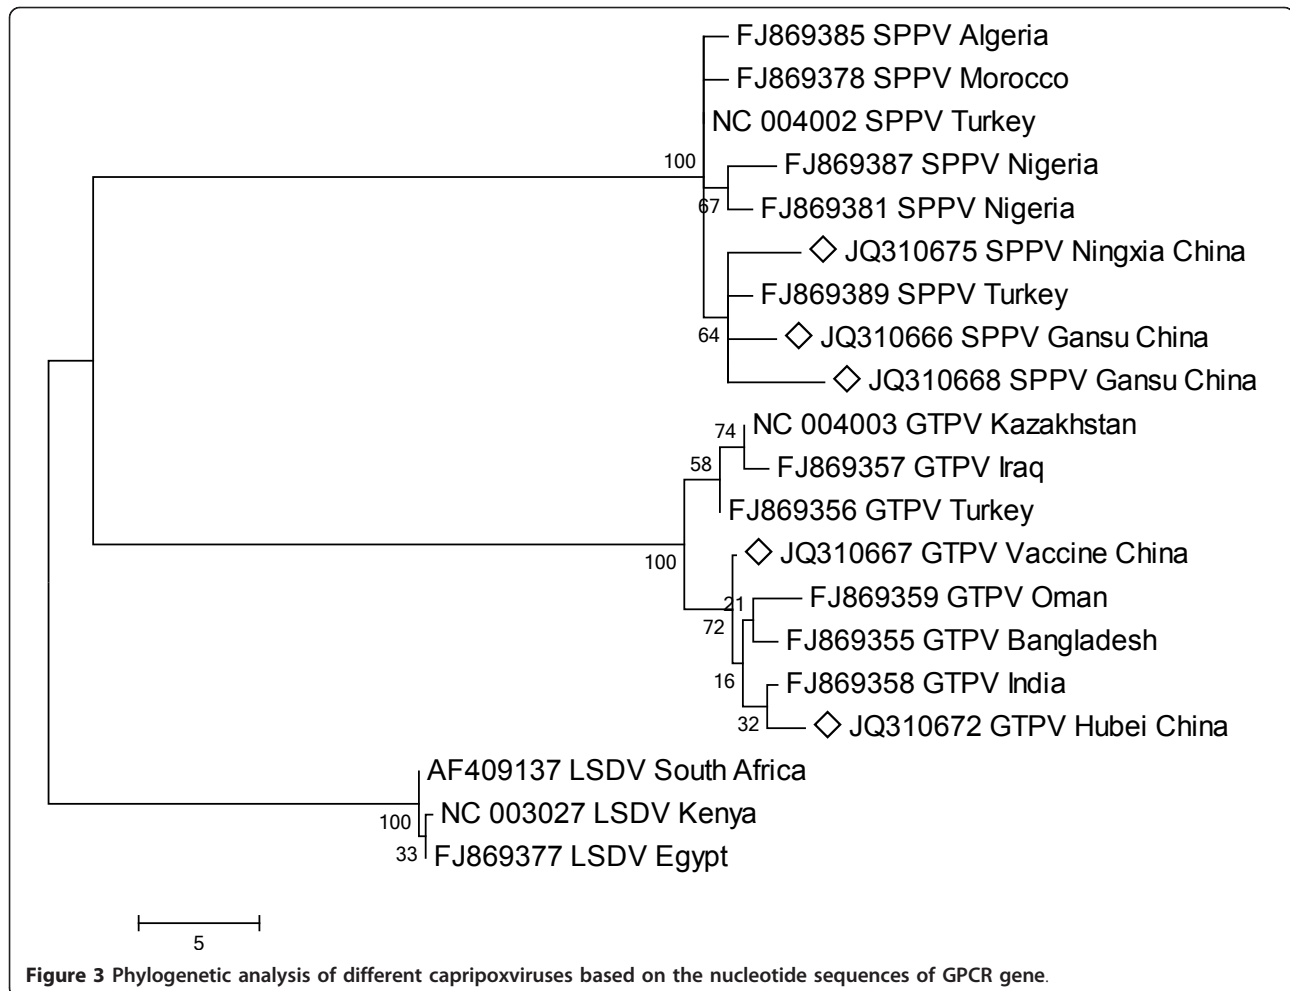 FJ869385 SPPV Algeria
FJ869378 SPPV Morocco
NC 004002 SPPV Turkey
100
FJ869387 SPPV Nigeria
67
FJ869381 SPPV Nigeria
JQ310675 SPPV Ningxia China
FJ869389 SPPV Turkey
64
JQ310666 SPPV Gansu China
JQ310668 SPPV Gansu China
74
NC 004003 GTPV Kazakhstan
58
FJ869357 GTPV Iraq
FJ869356 GTPV Turkey
100
JQ310667 GTPV Vaccine China
21
FJ869359 GTPV Oman
72
FJ869355 GTPV Bangladesh
16
FJ869358 GTPV India
32
JQ310672 GTPV Hubei China
AF409137 LSDV South Africa
100
NC 003027 LSDV Kenya
33
FJ869377 LSDV Egypt
5
Figure 3 Phylogenetic analysis of different capripoxviruses based on the nucleotide sequences of GPCR gene.